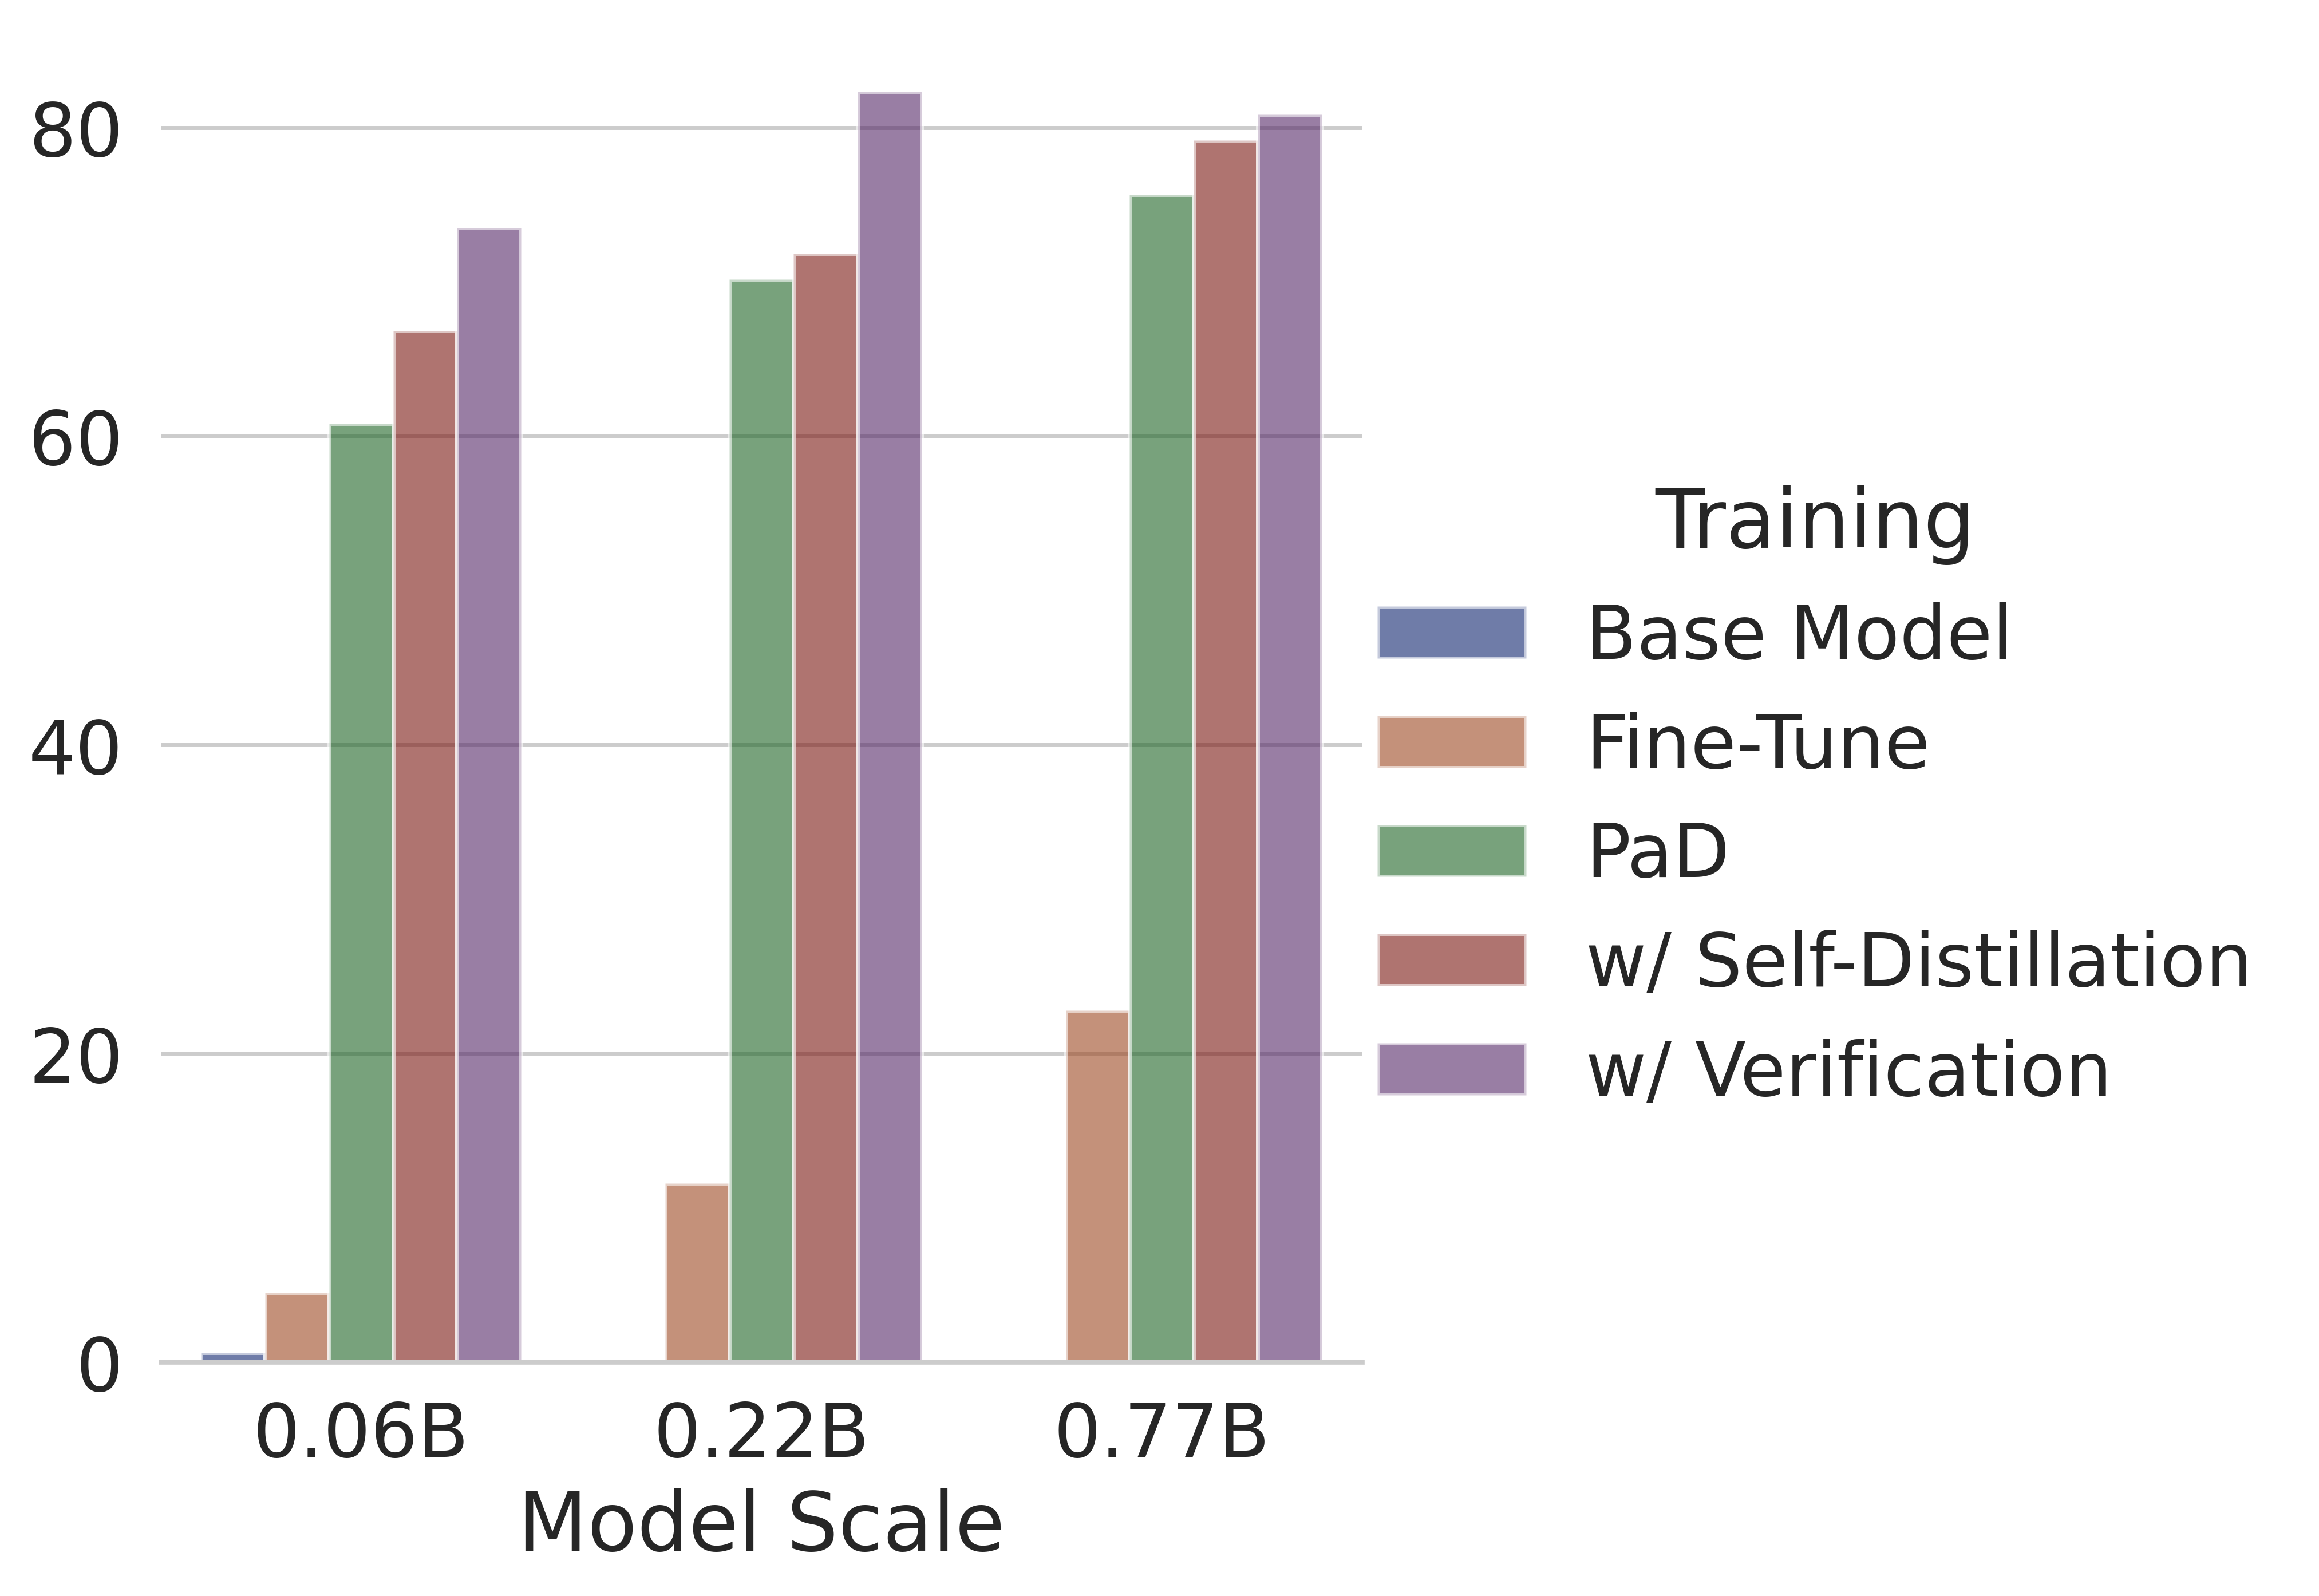 80
60
40
20
0
0.06B 0.22B 0.77B
Model Scale
Training
Base Model
Fine-Tune
PaD
w/ Self-Distillation
w/ Verification